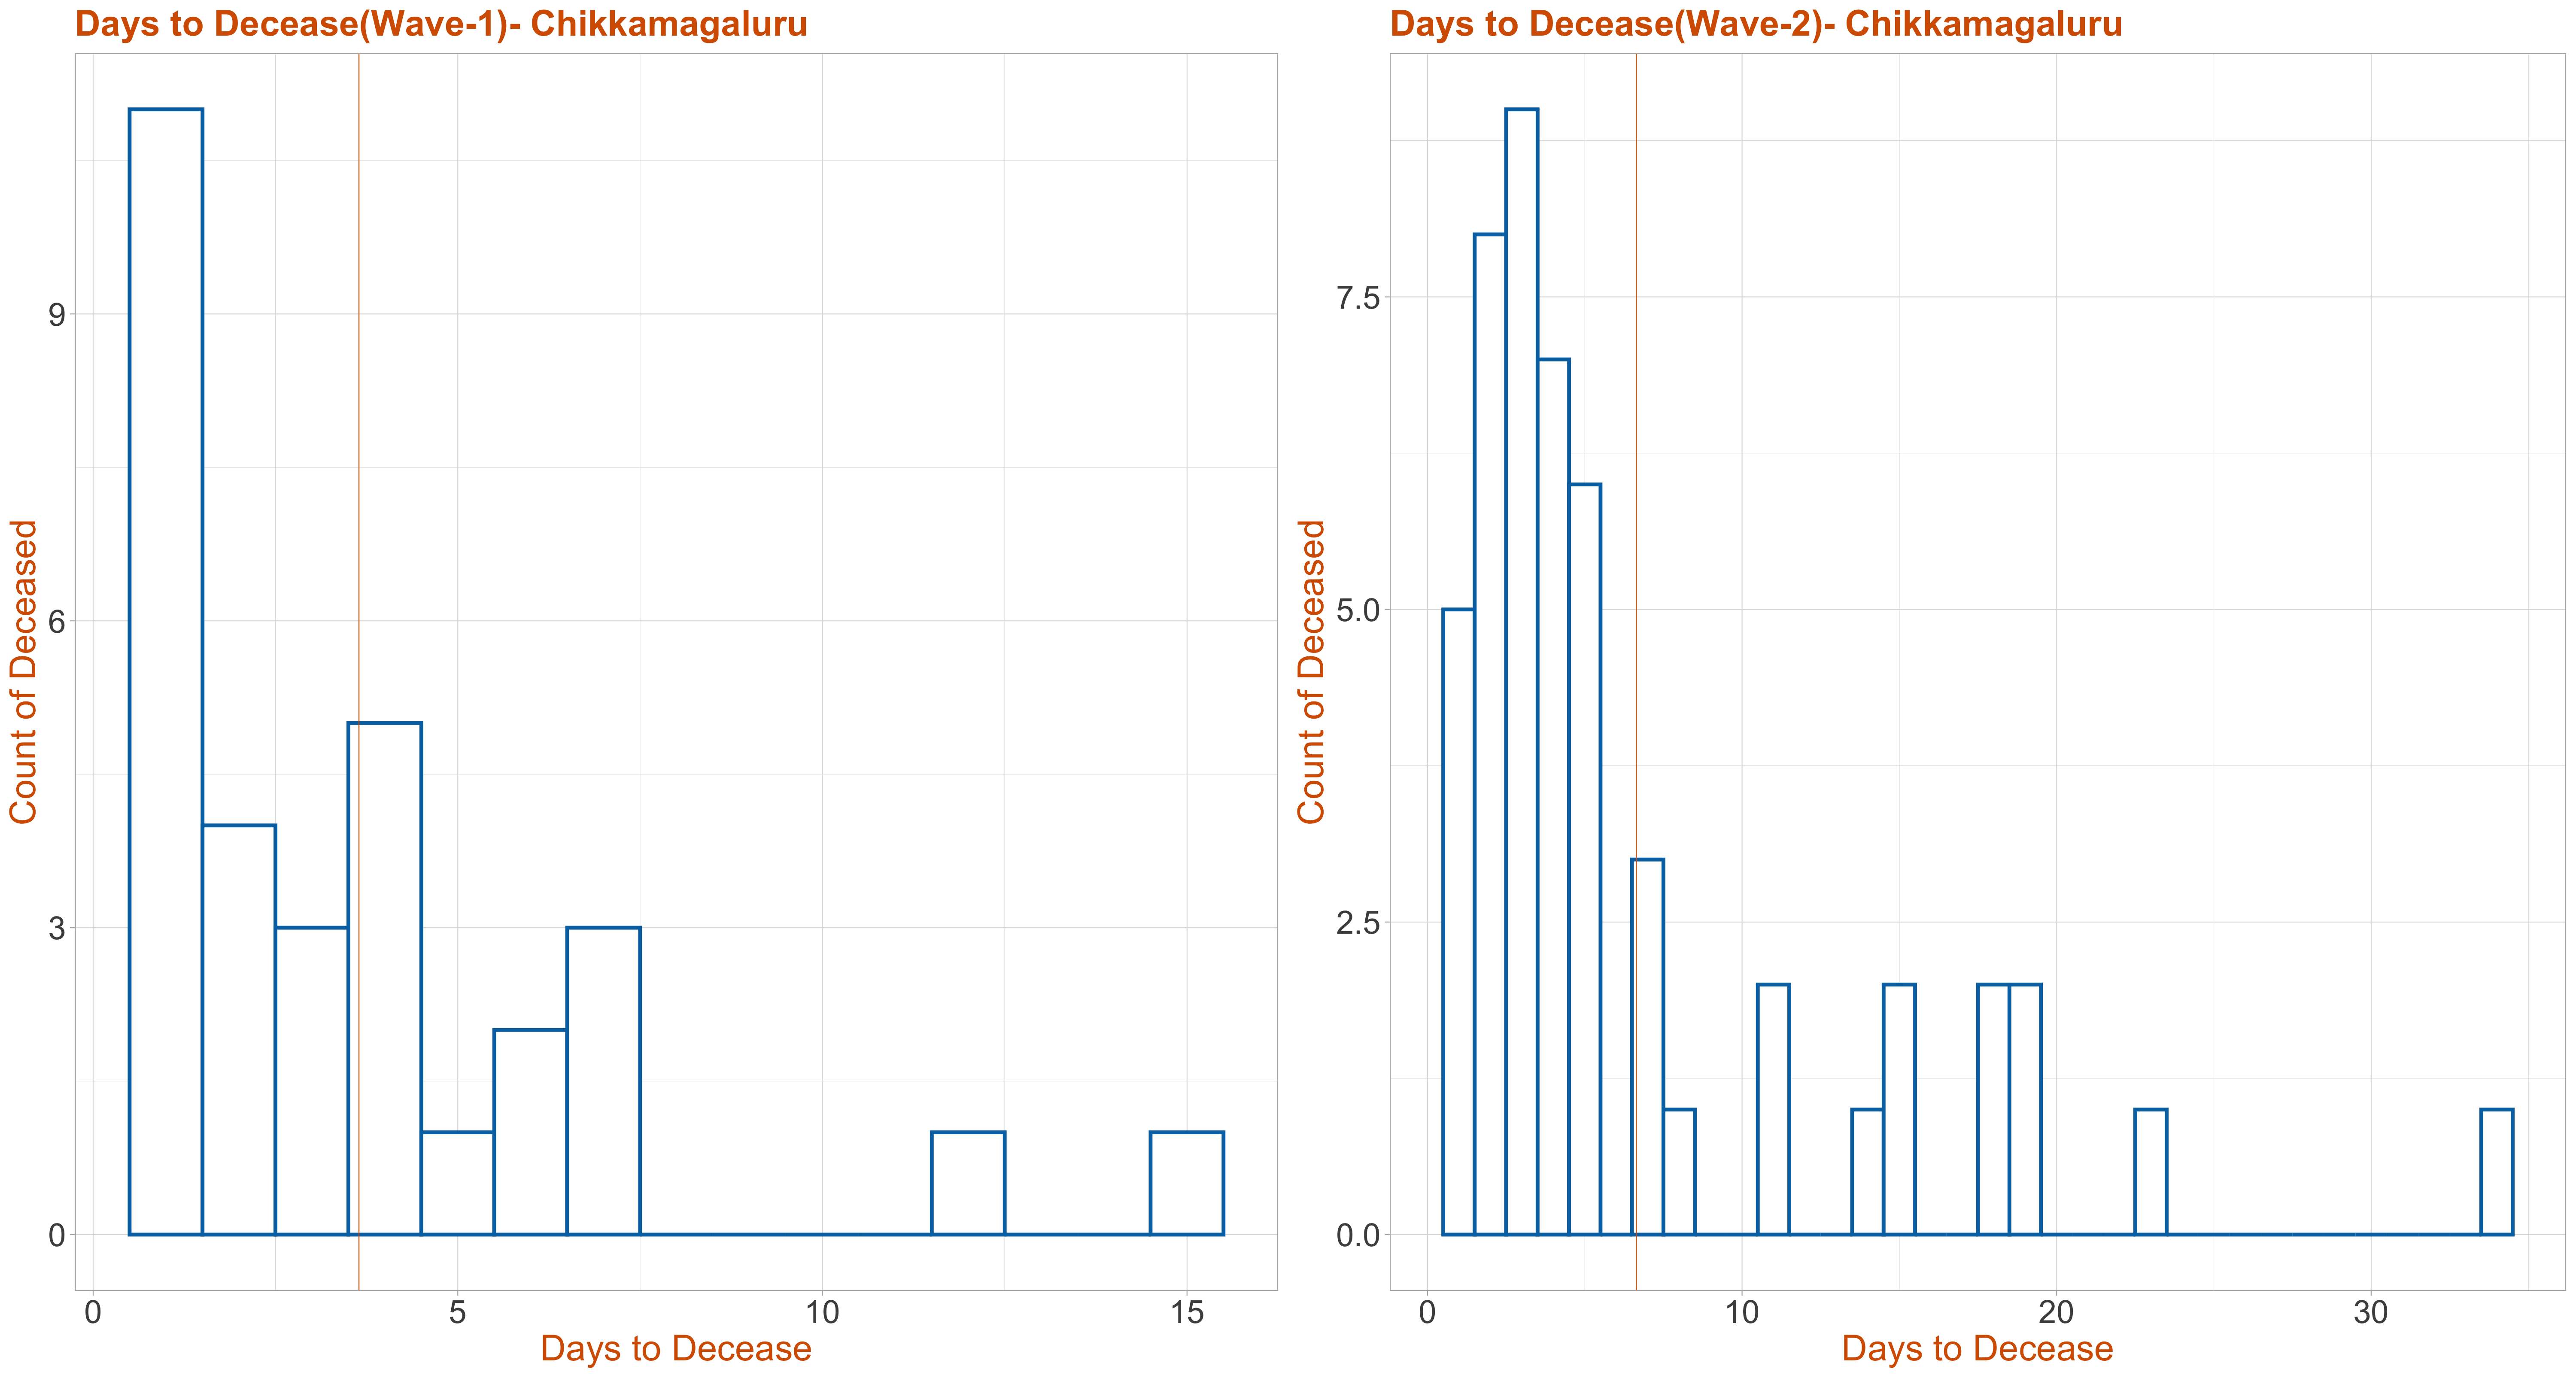 Days to Decease(Wave-1)- Chikkamagaluru
Count of Deceased
9
6
3
0
0 5 10 15
Days to Decease
Days to Decease(Wave-2)- Chikkamagaluru
Count of Deceased
7.5
5.0
2.5
0.0
0 10 20 30
Days to Decease